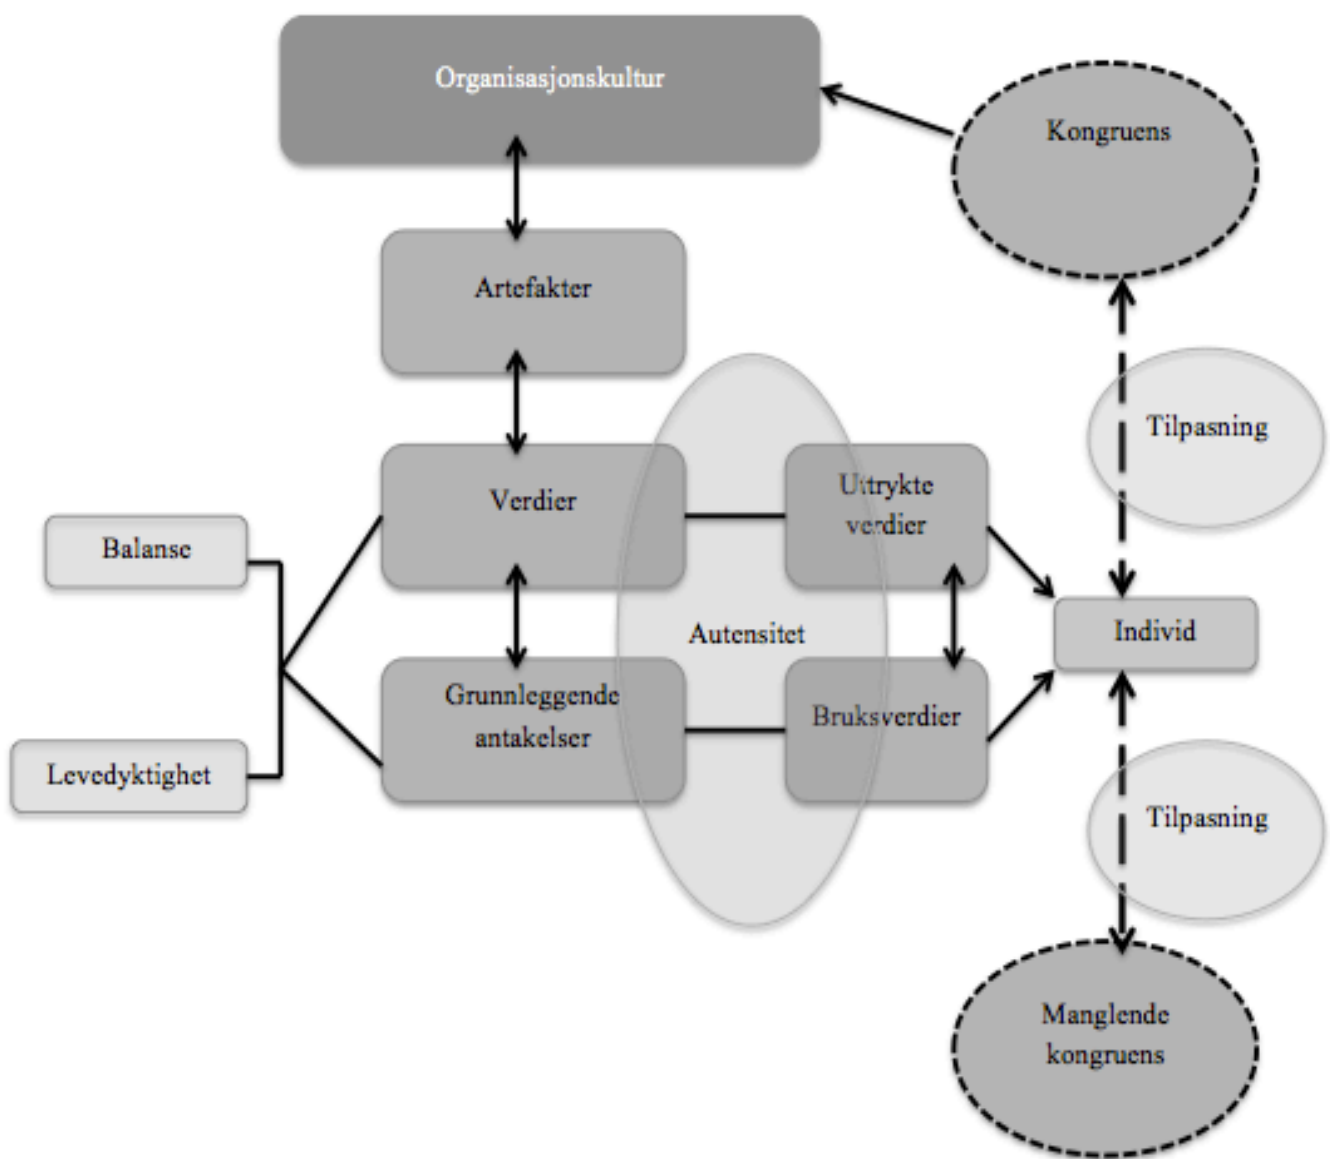 Organisasjonskultur
Kongruens
Artefakter
Tilpasning
Verdier
Uttrykte
verdier
Balanse
Autensitet
Individ
Grunnleggende
antakelser
Bruksverdier
Levedyktighet
Tilpasning
Manglende
kongruens